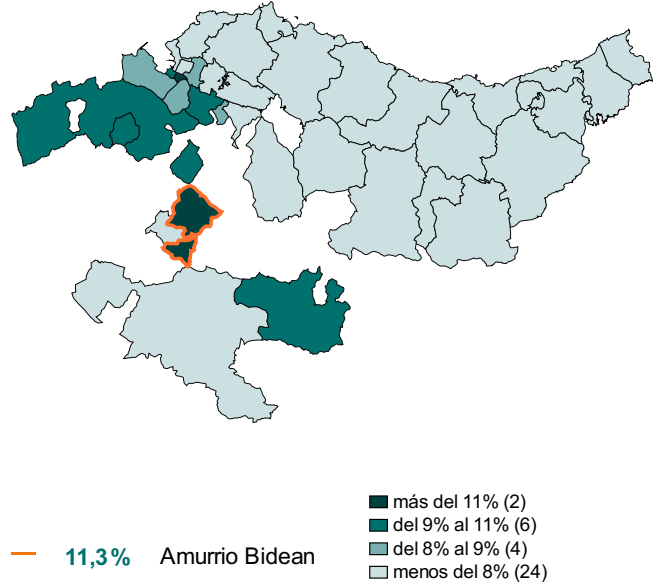 más del 11% (2)
del 9% al 11% (6)
del 8% al 9% (4)
menos del 8% (24)
11,3% Amurrio Bidean